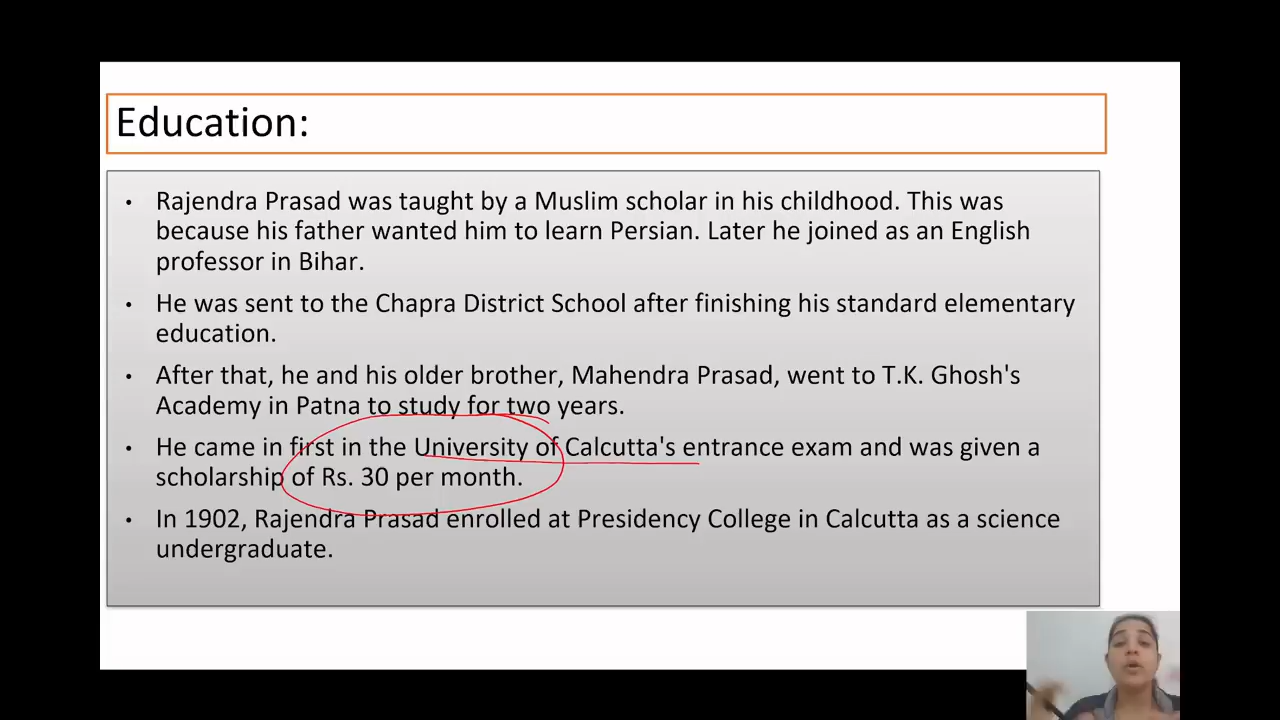 Education:
• Rajendra Prasad was taught by a Muslim scholar in his childhood. This was
because his father wanted him to learn Persian. Later he joined as an English
professor in Bihar.
• He was sent to the Chapra District School after finishing his standard elementary
education.
• After that, he and his older brother, Mahendra Prasad, went to T.K. Ghosh's
Academy in Patna to study for two years.
• He came in first in the University of Calcutta's entrance exam and was given a
scholarship of Rs. 30 per month.
• In 1902, Rajendra Prasad enrolled at Presidency College in Calcutta as a science
undergraduate.